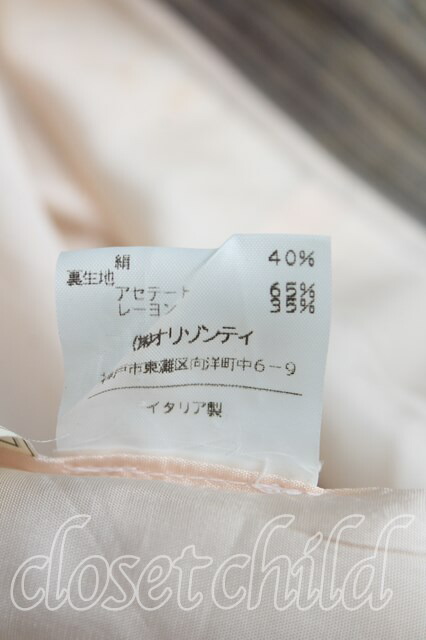 絹 40%
裏生地
アセテート 65%
レーヨン 35%
(株)オリゾンティ
神戸市東灘区向洋町中6-9
イタリア製
closet child